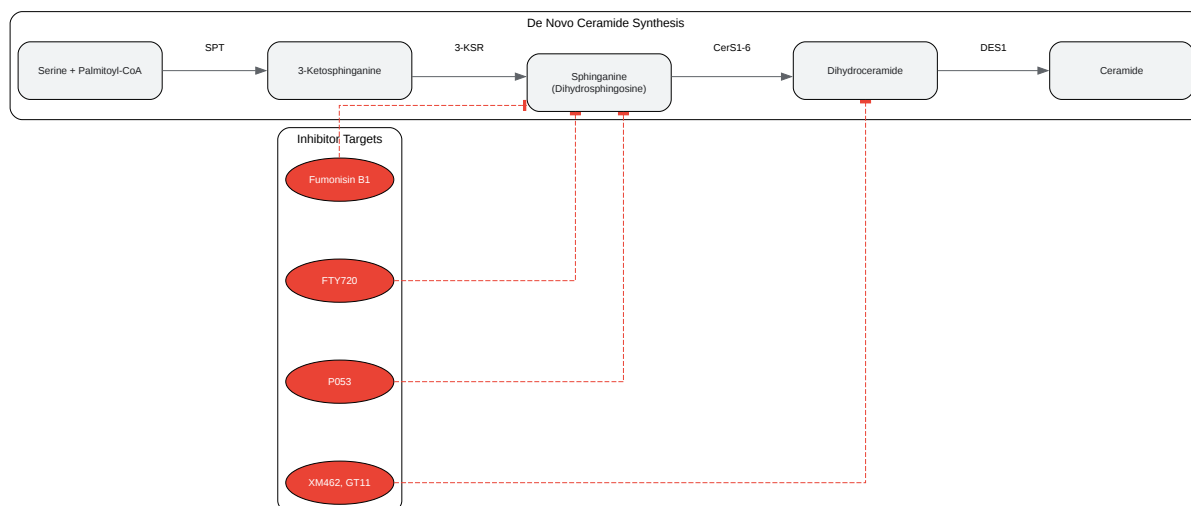 De Novo Ceramide Synthesis
SPT
3-KSR
CerS1-6
DES1
Serine + Palmitoyl-CoA
3-Ketosphinganine
Sphinganine
(Dihydrosphingosine)
Dihydroceramide
Ceramide
Inhibitor Targets
Fumonisin B1
FTY720
P053
XM462, GT11